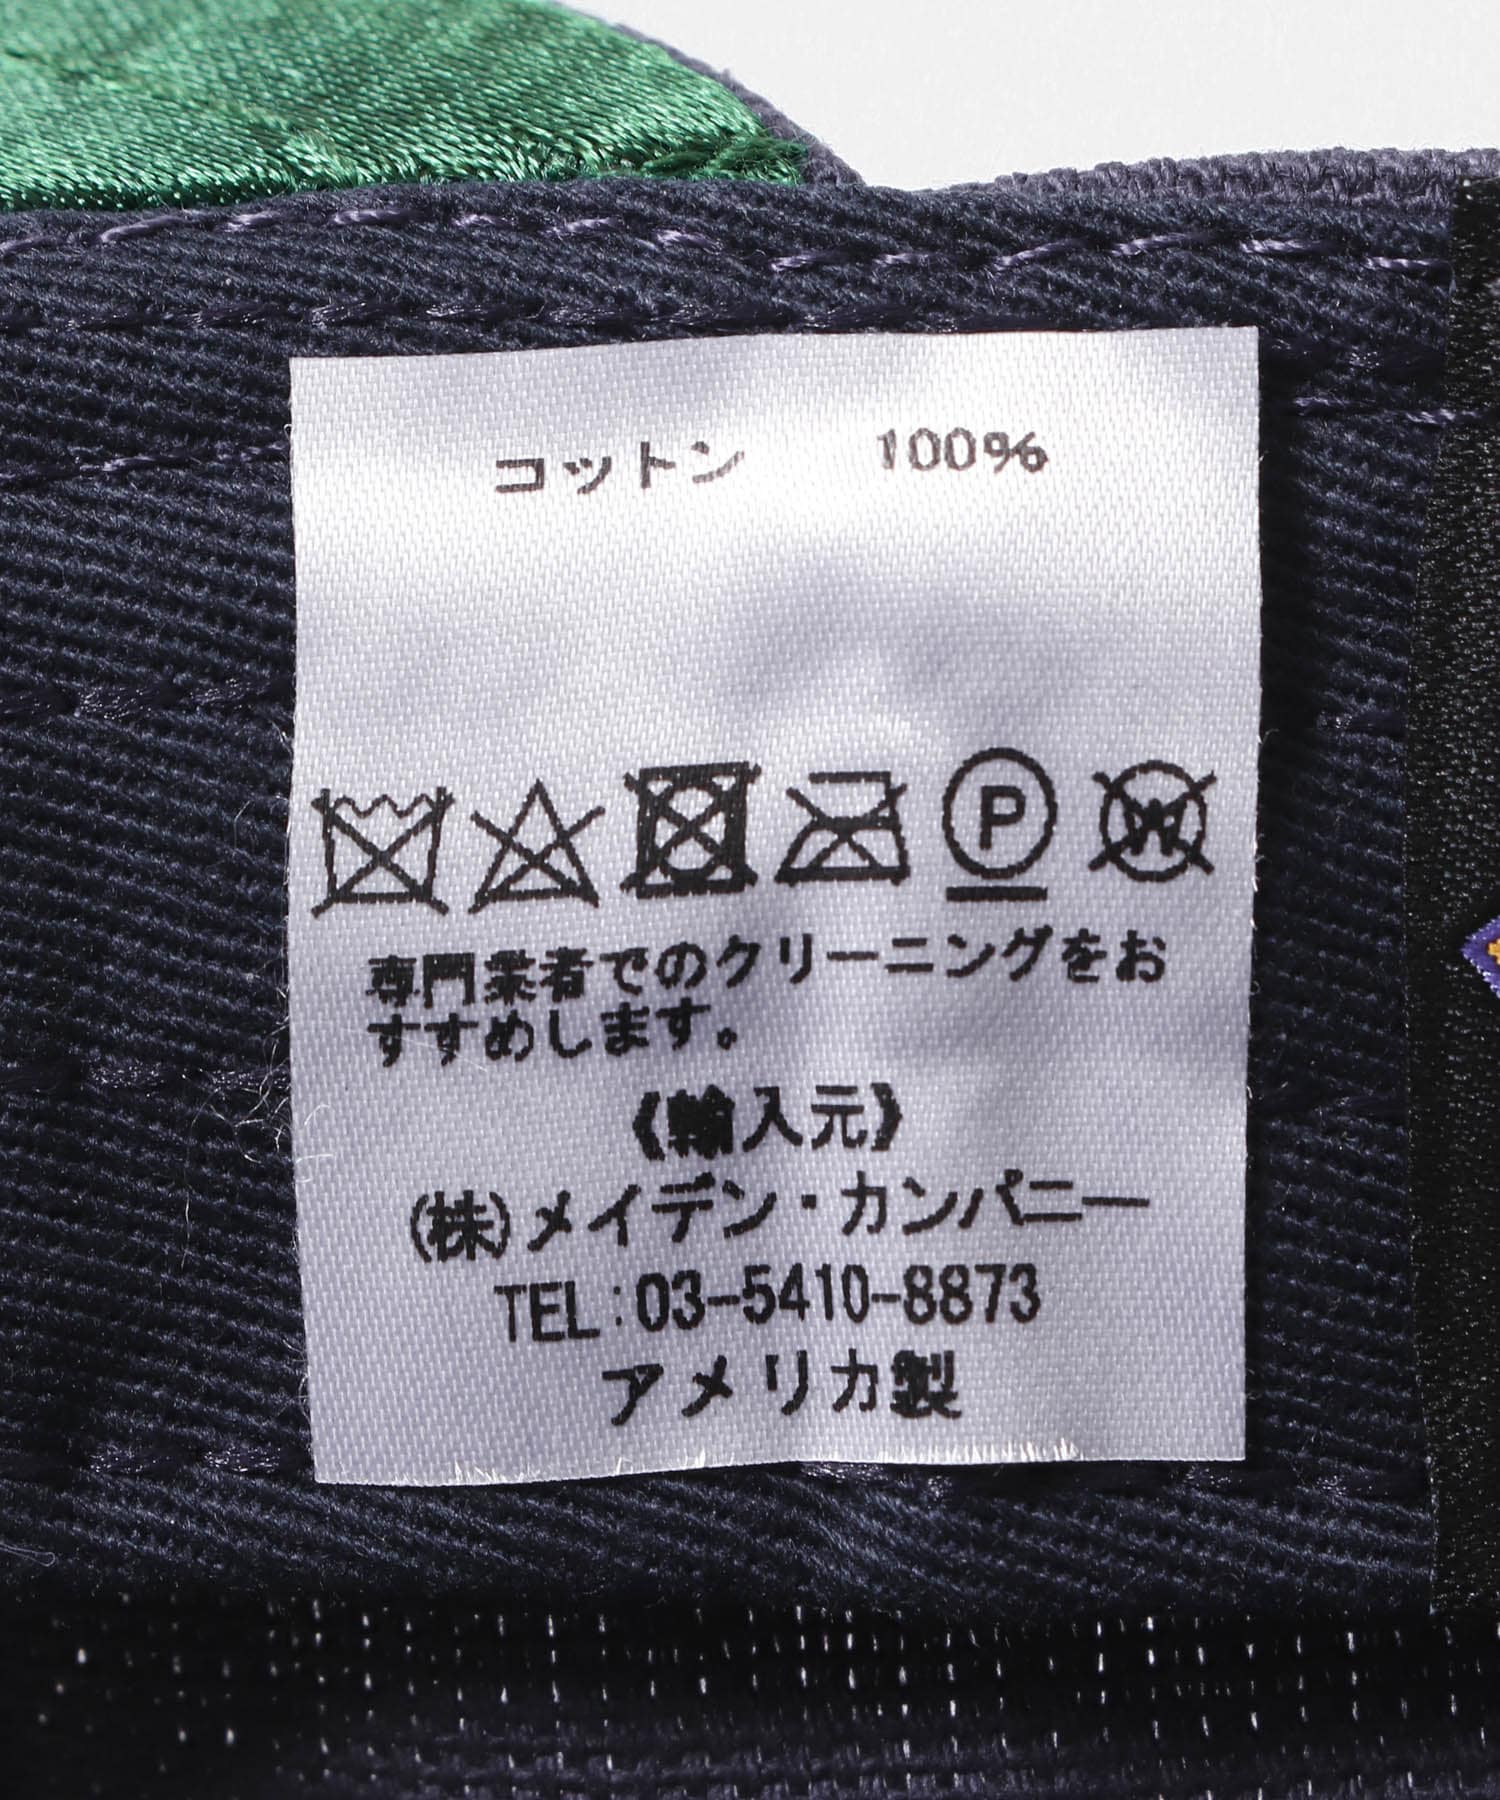 コットン 100%
P
W
専門業者でのクリーニングをお
すすめします。
《輸入元》
(株)メイデン・カンパニー
TEL:03-5410-8873
アメリカ製